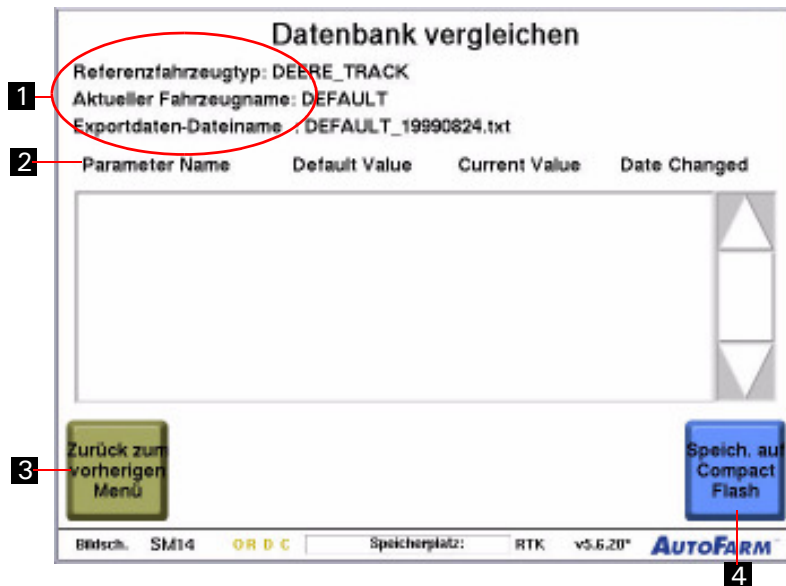 Datenbank vergleichen
Referenzfahrzeugtyp: DEERE_TRACK
1
Aktueller Fahrzeugname: DEFAULT
Exportdaten-Dateiname : DEFAULT_19990824.txt
2
Parameter Name Default Value Current Value Date Changed
3
Zurück zum
vorherigen
Menü
Speich. auf
Compact
Flash
Bildsch. SM14 O R D C Speicherplatz: RTK v5.6.20* AUTOFARM
4